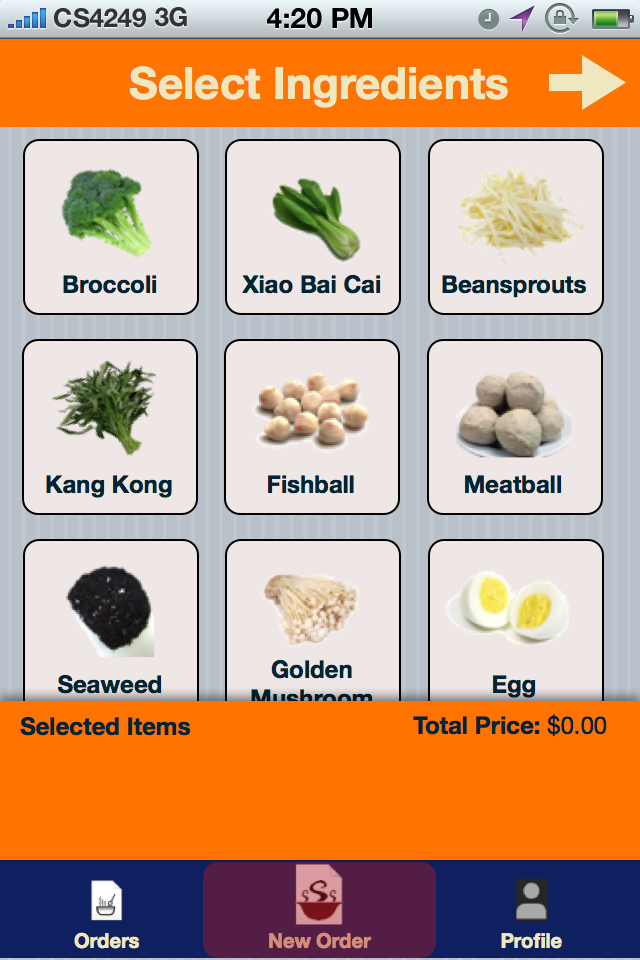 CS4249 3G 4:20 PM
Select Ingredients
Broccoli Xiao Bai Cai Beansprouts
Kang Kong Fishball Meatball
Seaweed Golden Mushroom Egg
Selected Items Total Price: $0.00
Orders New Order Profile